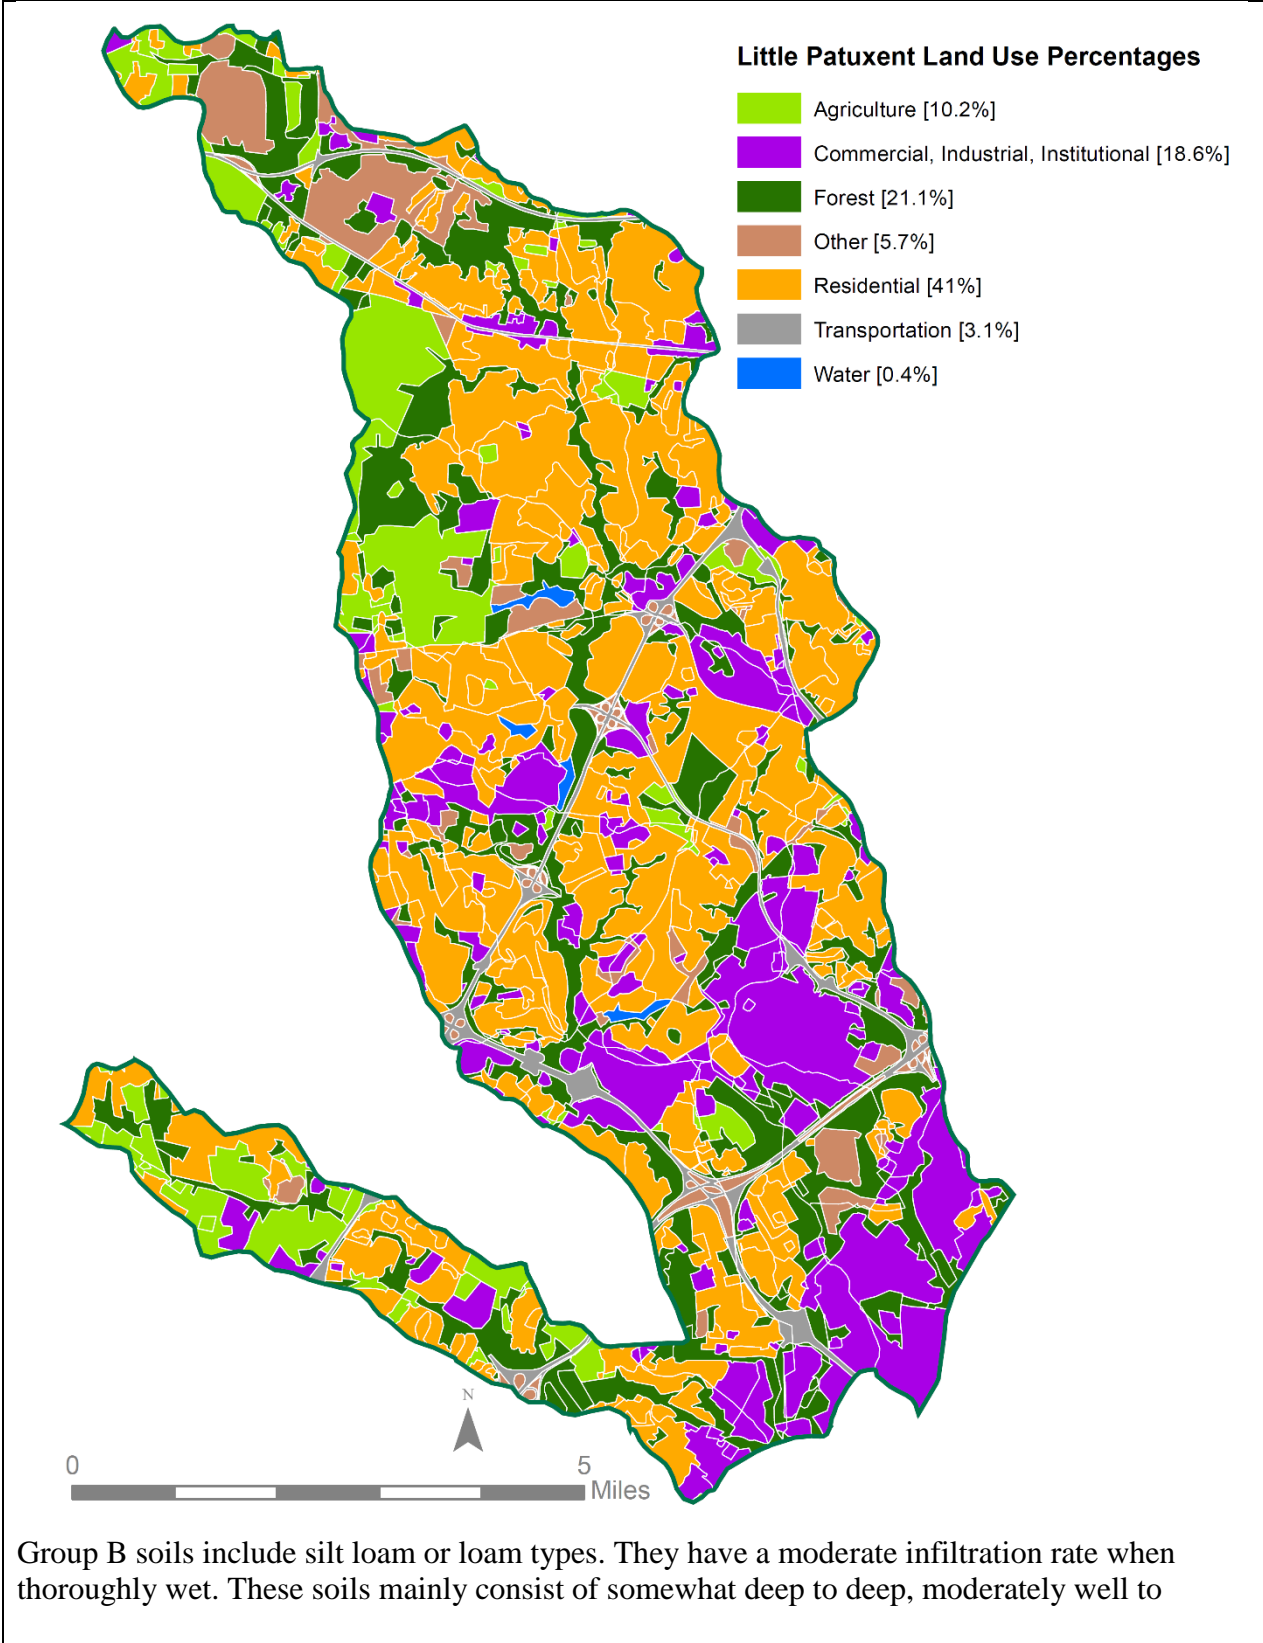 Little Patuxent Land Use Percentages
Agriculture [10.2%]
Commercial, Industrial, Institutional [18.6%]
Forest [21.1%]
Other [5.7%]
Residential [41%]
Transportation [3.1%]
Water [0.4%]
N
0 5
Miles
Group B soils include silt loam or loam types. They have a moderate infiltration rate when
thoroughly wet. These soils mainly consist of somewhat deep to deep, moderately well to